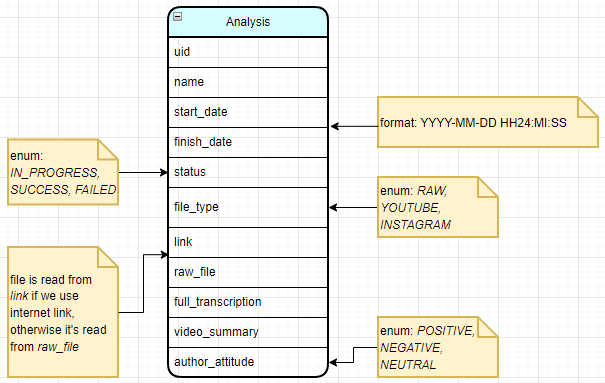 Analysis
uid
name
start_date
finish_date
status
file_type
link
raw_file
full_transcription
video_summary
author_attitude
format: YYYY-MM-DD HH24:MI:SS
enum:
IN_PROGRESS,
SUCCESS, FAILED
enum: RAW,
YOUTUBE,
INSTAGRAM
file is read from
link if we use
internet link,
otherwise it's read
from raw_file
enum: POSITIVE,
NEGATIVE,
NEUTRAL